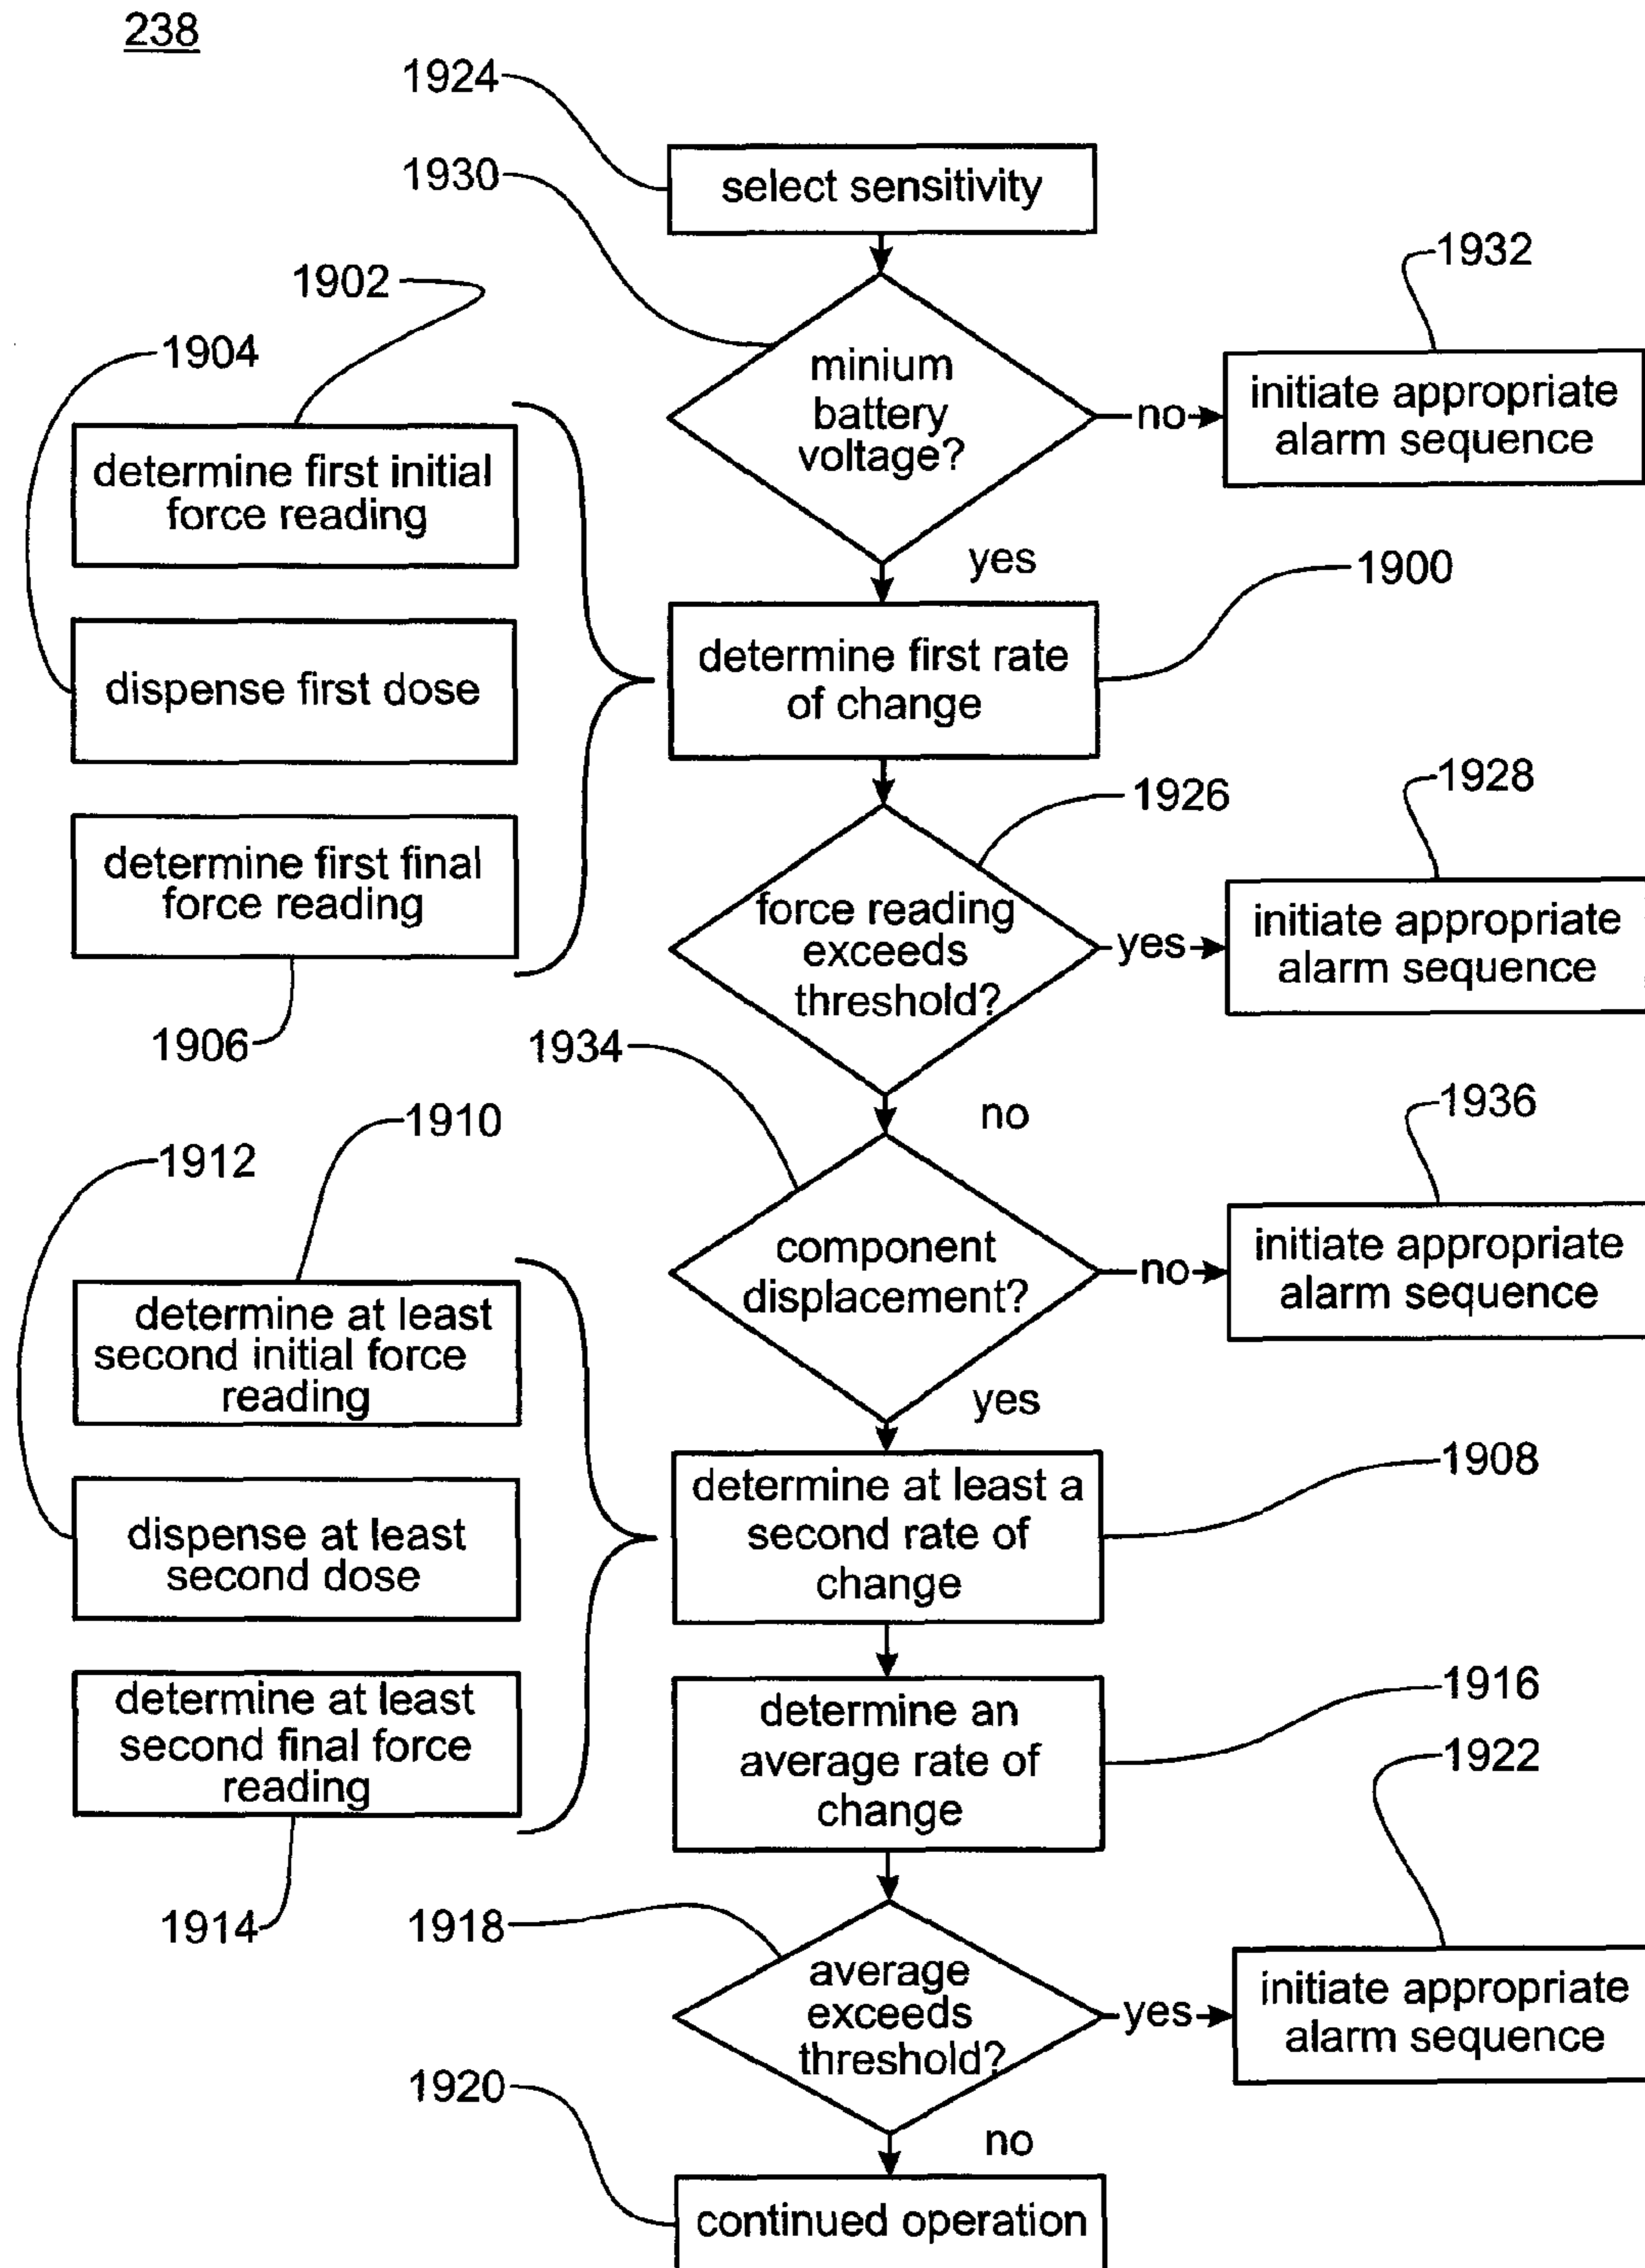 238
1924
select sensitivity
1930
1932
1902
minium
battery
voltage?
no
initiate appropriate
alarm sequence
1904
determine first initial
force reading
yes
1900
determine first rate
of change
dispense first dose
1928
1926
determine first final
force reading
force reading
exceeds
threshold?
yes
initiate appropriate
alarm sequence
1906
1934
no
1936
1910
1912
component
displacement?
no
initiate appropriate
alarm sequence
determine at least
second initial force
reading
yes
1908
determine at least a
second rate of
change
dispense at least
second dose
1916
determine an
average rate of
change
determine at least
second final force
reading
1922
1914
1918
average
exceeds
threshold?
yes
initiate appropriate
alarm sequence
1920
no
continued operation